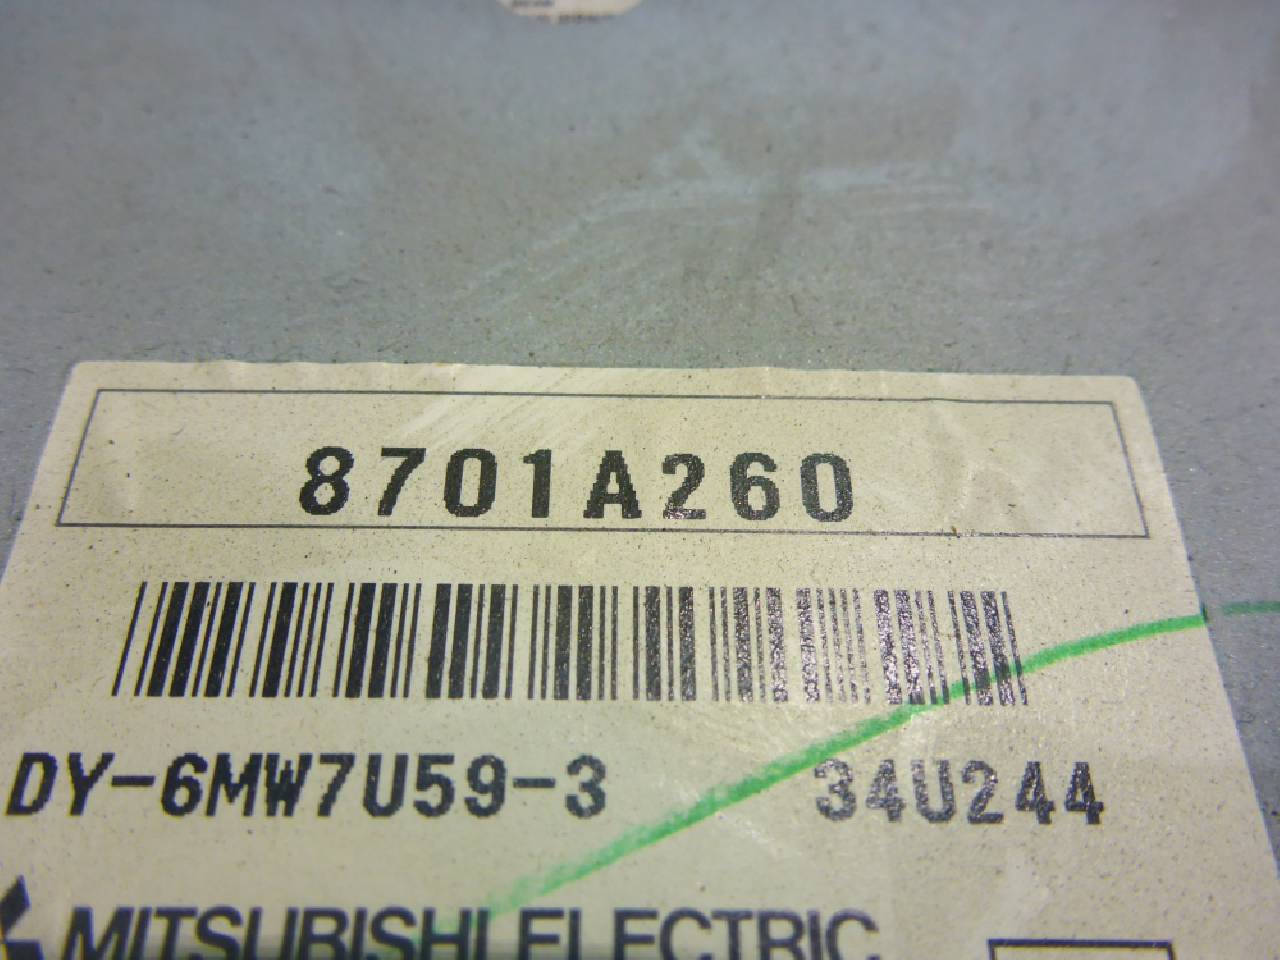 8701A260
DY-6MW7U59-3 34U244
MITSUBISHI ELECTRIC